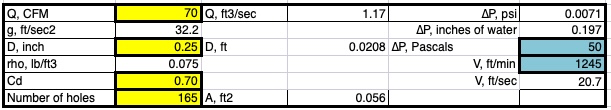 Q, CFM 70 Q, ft3/sec 1.17 ΔP, psi 0.0071
g, ft/sec2 32.2 ΔP, inches of water 0.197
D, inch 0.25 D, ft 0.0208 ΔP, Pascals 50
rho, lb/ft3 0.075 V, ft/min 1245
Cd 0.70 V, ft/sec 20.7
Number of holes 165 A, ft2 0.056